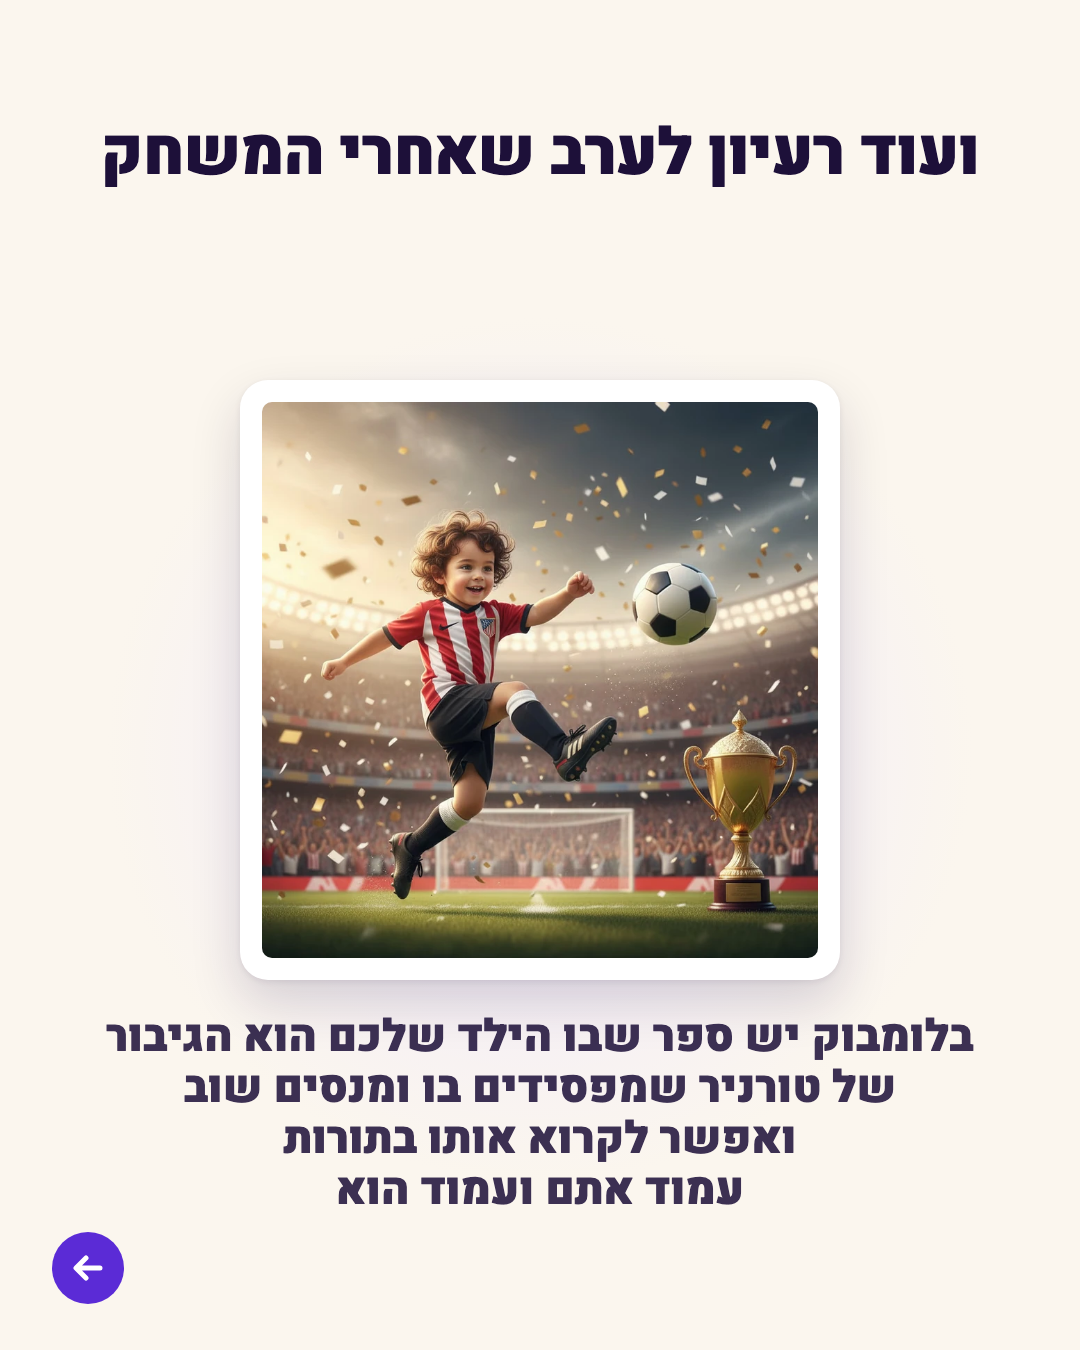 ועוד רעיון לערב שאחרי המשחק
בלומבוק יש ספר שבו הילד שלכם הוא הגיבור
של טורניר שמפסידים בו ומנסים שוב
ואפשר לקרוא אותו בתורות
עמוד אתם ועמוד הוא